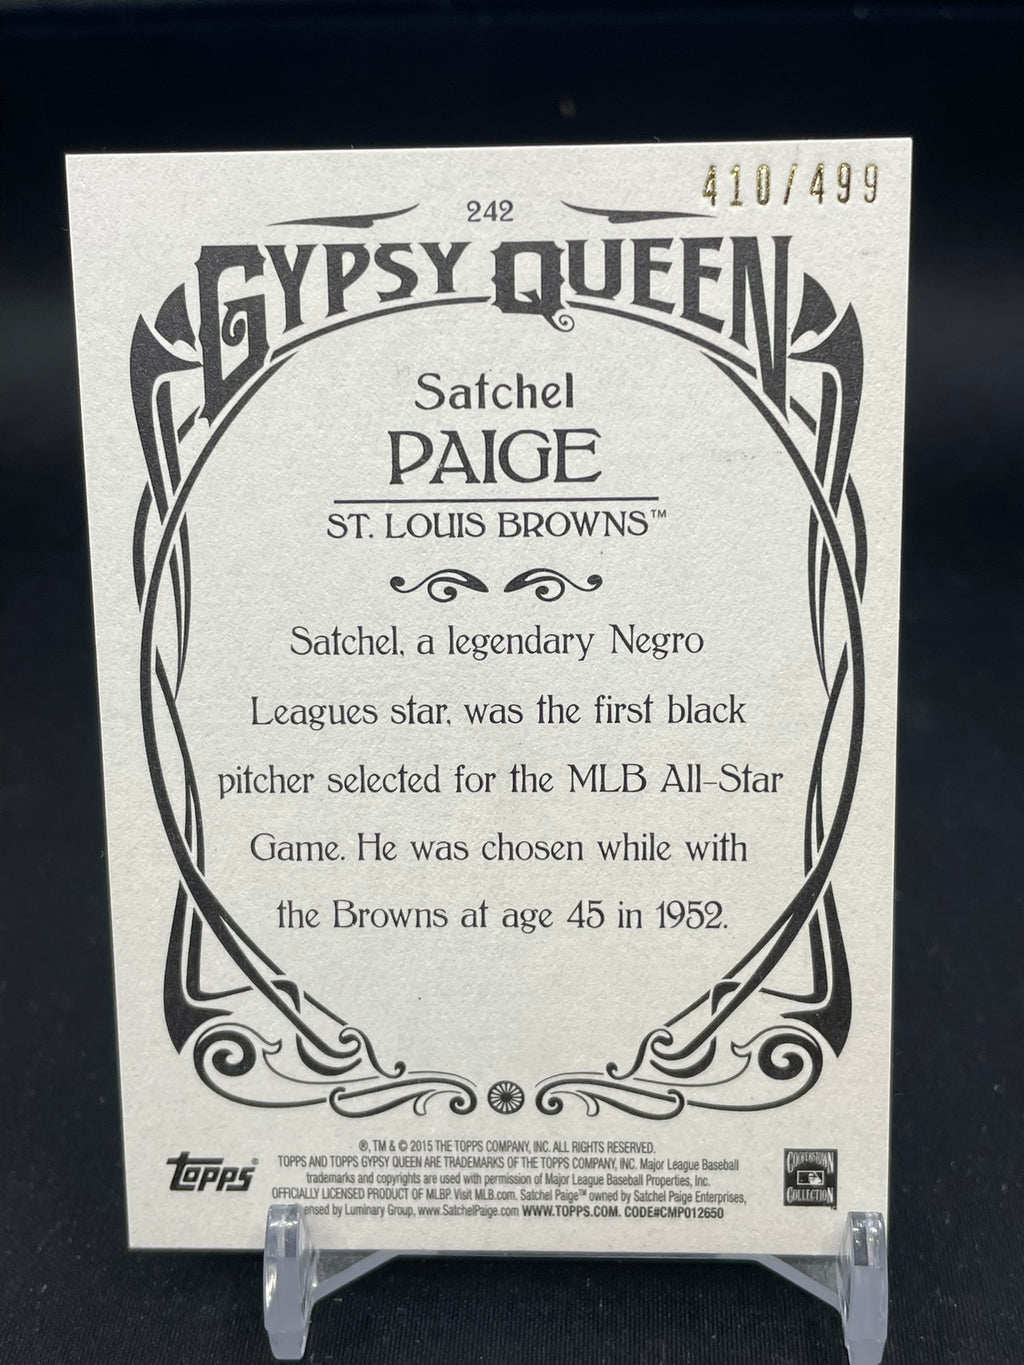 410/499
242
GYPSY QUEEN
Satchel
PAIGE
ST. LOUIS BROWNS™
Satchel, a legendary Negro
Leagues star, was the first black
pitcher selected for the MLB All-Star
Game. He was chosen while with
the Browns at age 45 in 1952.
®, TM & © 2015 THE TOPPS COMPANY, INC. ALL RIGHTS RESERVED.
TOPPS AND TOPPS GYPSY QUEEN ARE TRADEMARKS OF THE TOPPS COMPANY, INC. Major League Baseball
trademarks and copyrights are used with permission of Major League Baseball Properties, Inc.
OFFICIALLY LICENSED PRODUCT OF MLBP. Visit MLB.com. Satchel Paige™ owned by Satchel Paige Enterprises,
ensed by Luminary Group, www.SatchelPaige.com WWW.TOPPS.COM. CODE#CMP012650
topps®
COOPERSTOWN
COLLECTION